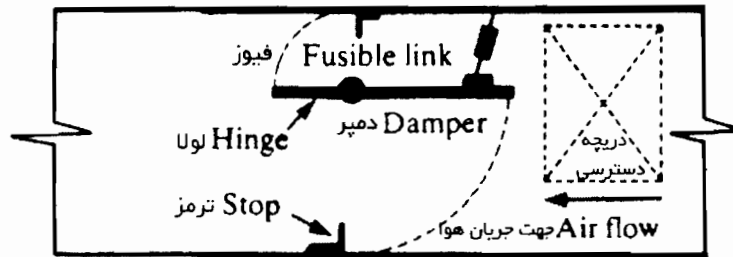 فیوز
Fusible link
لولا Hinge
دمپر Damper
دریچه
دسترسی
ترمز Stop
جهت جریان هوا Air flow